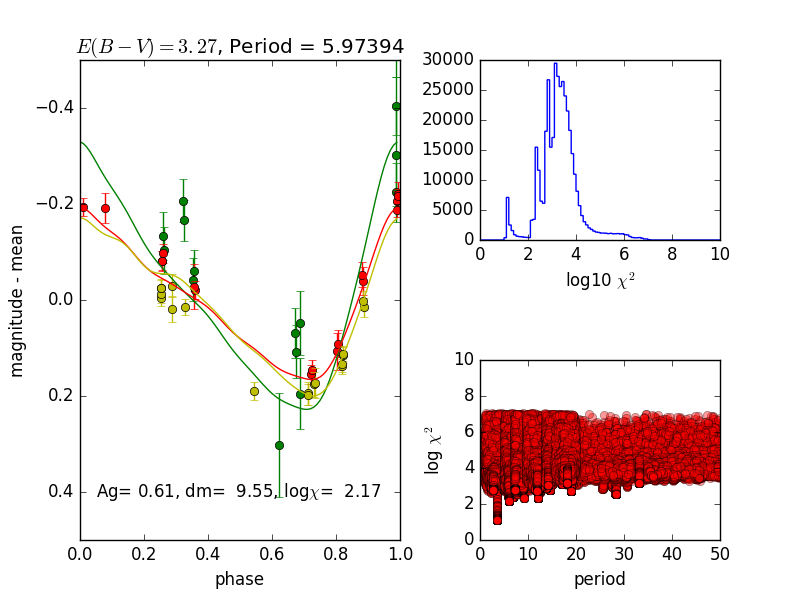 E(B − V) = 3.27, Period = 5.97394
−0.4
−0.2
0.0
0.2
0.4
magnitude - mean
Ag= 0.61, dm=  9.55, logχ=  2.17
0.0 0.2 0.4 0.6 0.8 1.0
phase
30000
25000
20000
15000
10000
5000
0
0 2 4 6 8 10
log10 χ²
10
8
6
4
2
0
log χ²
0 10 20 30 40 50
period